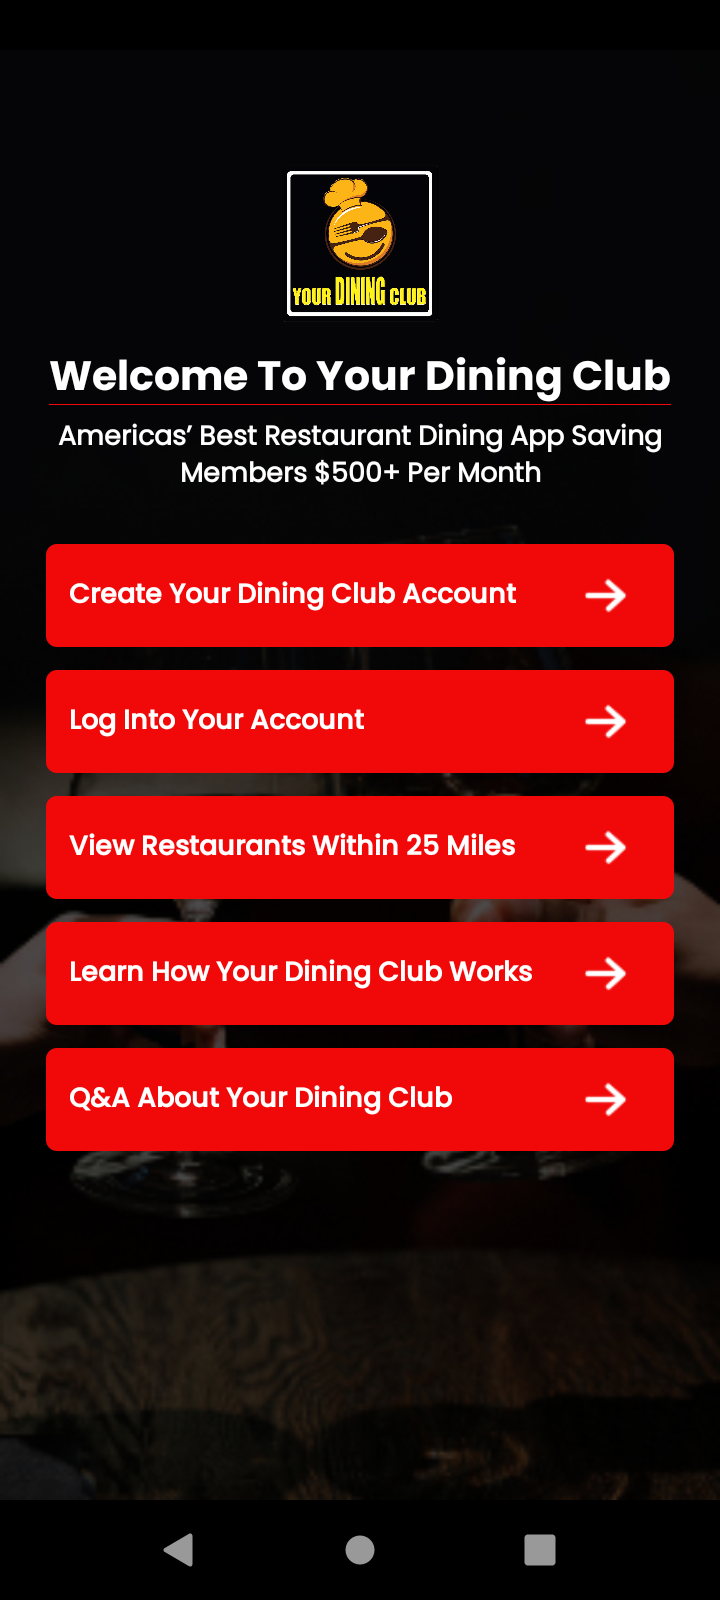 YOUR DINING CLUB
Welcome To Your Dining Club
Americas’ Best Restaurant Dining App Saving
Members $500+ Per Month
Create Your Dining Club Account
Log Into Your Account
View Restaurants Within 25 Miles
Learn How Your Dining Club Works
Q&A About Your Dining Club